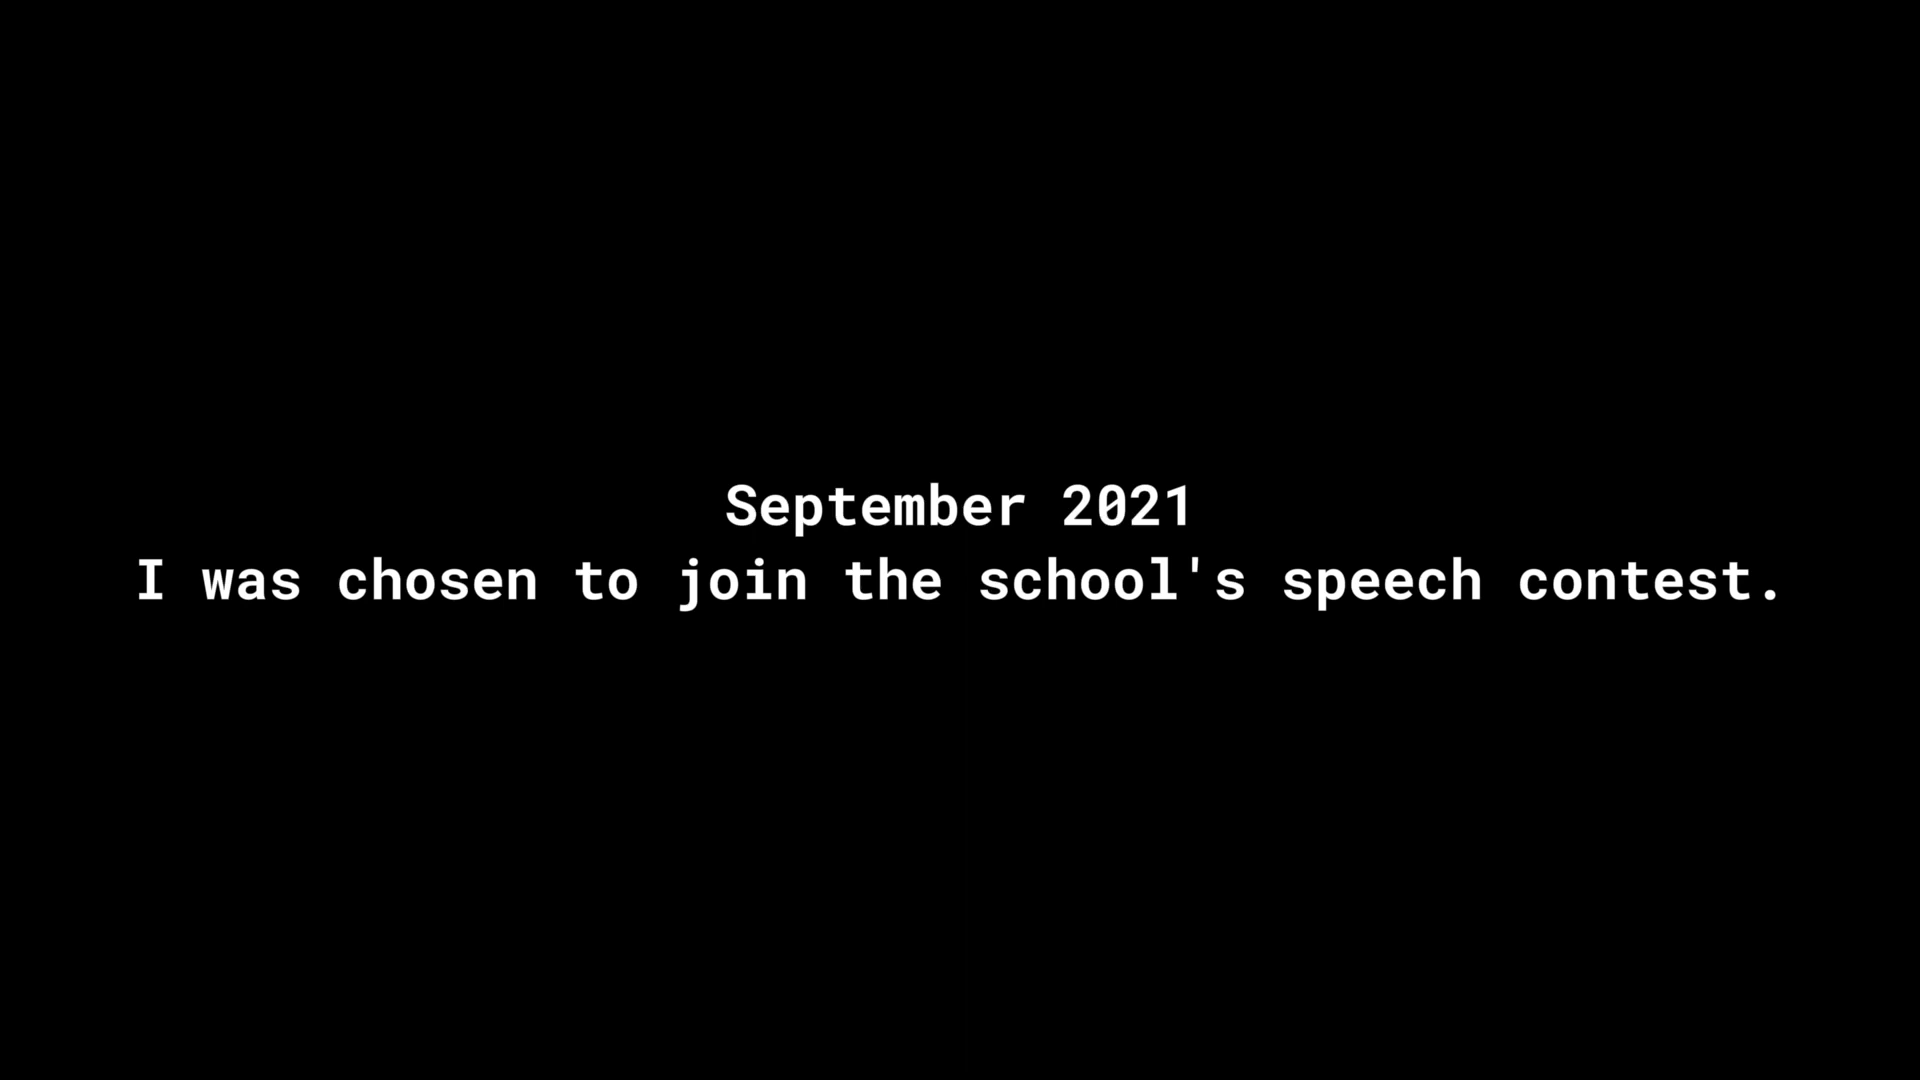 September 2021
I was chosen to join the school's speech contest.